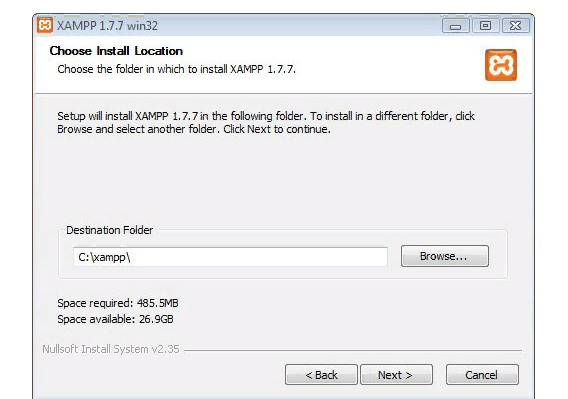 XAMPP 1.7.7 win32
Choose Install Location
Choose the folder in which to install XAMPP 1.7.7.
Setup will install XAMPP 1.7.7 in the following folder. To install in a different folder, click
Browse and select another folder. Click Next to continue.
Destination Folder
C:\xampp\
Browse...
Space required: 485.5MB
Space available: 26.9GB
Nullsoft Install System v2.35
< Back
Next >
Cancel